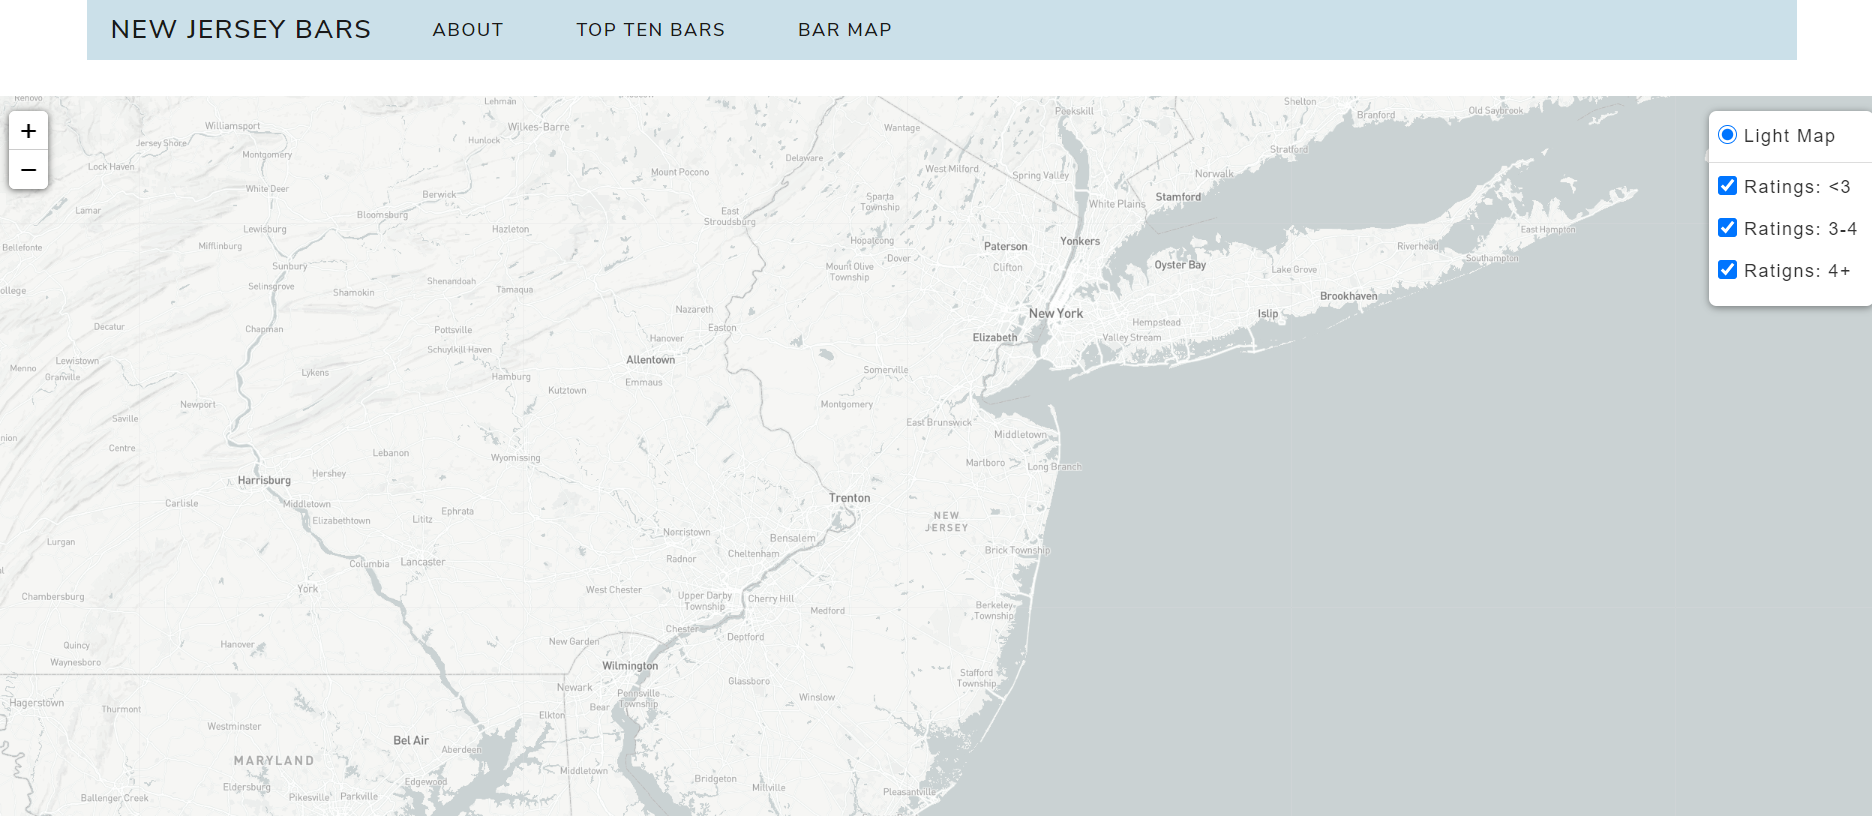 NEW JERSEY BARS ABOUT TOP TEN BARS BAR MAP
+
−
Light Map
Ratings: <3
Ratings: 3-4
Ratigns: 4+
Renovo
Lehman
Peekskill
Shelton
Old Saybrook
Branford
Williamsport
Wilkes-Barre
Wantage
Jersey Shore
Hunlock
Stratford
Montgomery
Delaware
Lock Haven
Mount Pocono
West Milford
Spring Valley
Norwalk
White Deer
Berwick
Sparta
Township
White Plains
Stamford
Lamar
Bloomsburg
East
Stroudsburg
Lewisburg
Hazleton
Hopatcong
Paterson
Yonkers
East Hampton
Bellefonte
Mifflinburg
Riverhead
Dover
Clifton
Sunbury
Mount Olive
Township
Oyster Bay
Lake Grove
Southampton
Selinsgrove
Shenandoah
Tamaqua
ollege
Shamokin
Brookhaven
Nazareth
New York
Islip
Decatur
Chapman
Pottsville
Easton
Hempstead
Hanover
Elizabeth
Valley Stream
Schuylkill Haven
Lewistown
Allentown
Menno
Granville
Lykens
Hamburg
Emmaus
Somerville
Kutztown
Newport
Montgomery
Saville
East Brunswick
nion
Middletown
Centre
Lebanon
Wyomissing
Marlboro
Long Branch
Hershey
Harrisburg
Carlisle
Middletown
Trenton
Elizabethtown
Lititz
Ephrata
NEW
JERSEY
Norristown
Bensalem
Lurgan
Radnor
Cheltenham
Brick Township
Columbia
Lancaster
York
West Chester
Chambersburg
Upper Darby
Township
Cherry Hill
Medford
Berkeley
Township
Chester
Deptford
Quincy
Hanover
New Garden
Waynesboro
Wilmington
Stafford
Township
Glassboro
Newark
Pennsville
Township
Winslow
Hagerstown
Thurmont
Bear
Elkton
Westminster
Bel Air
Aberdeen
MARYLAND
Middletown
Bridgeton
Millville
Edgewood
Eldersburg
Pleasantville
Ballenger Creek
Pikesville
Parkville